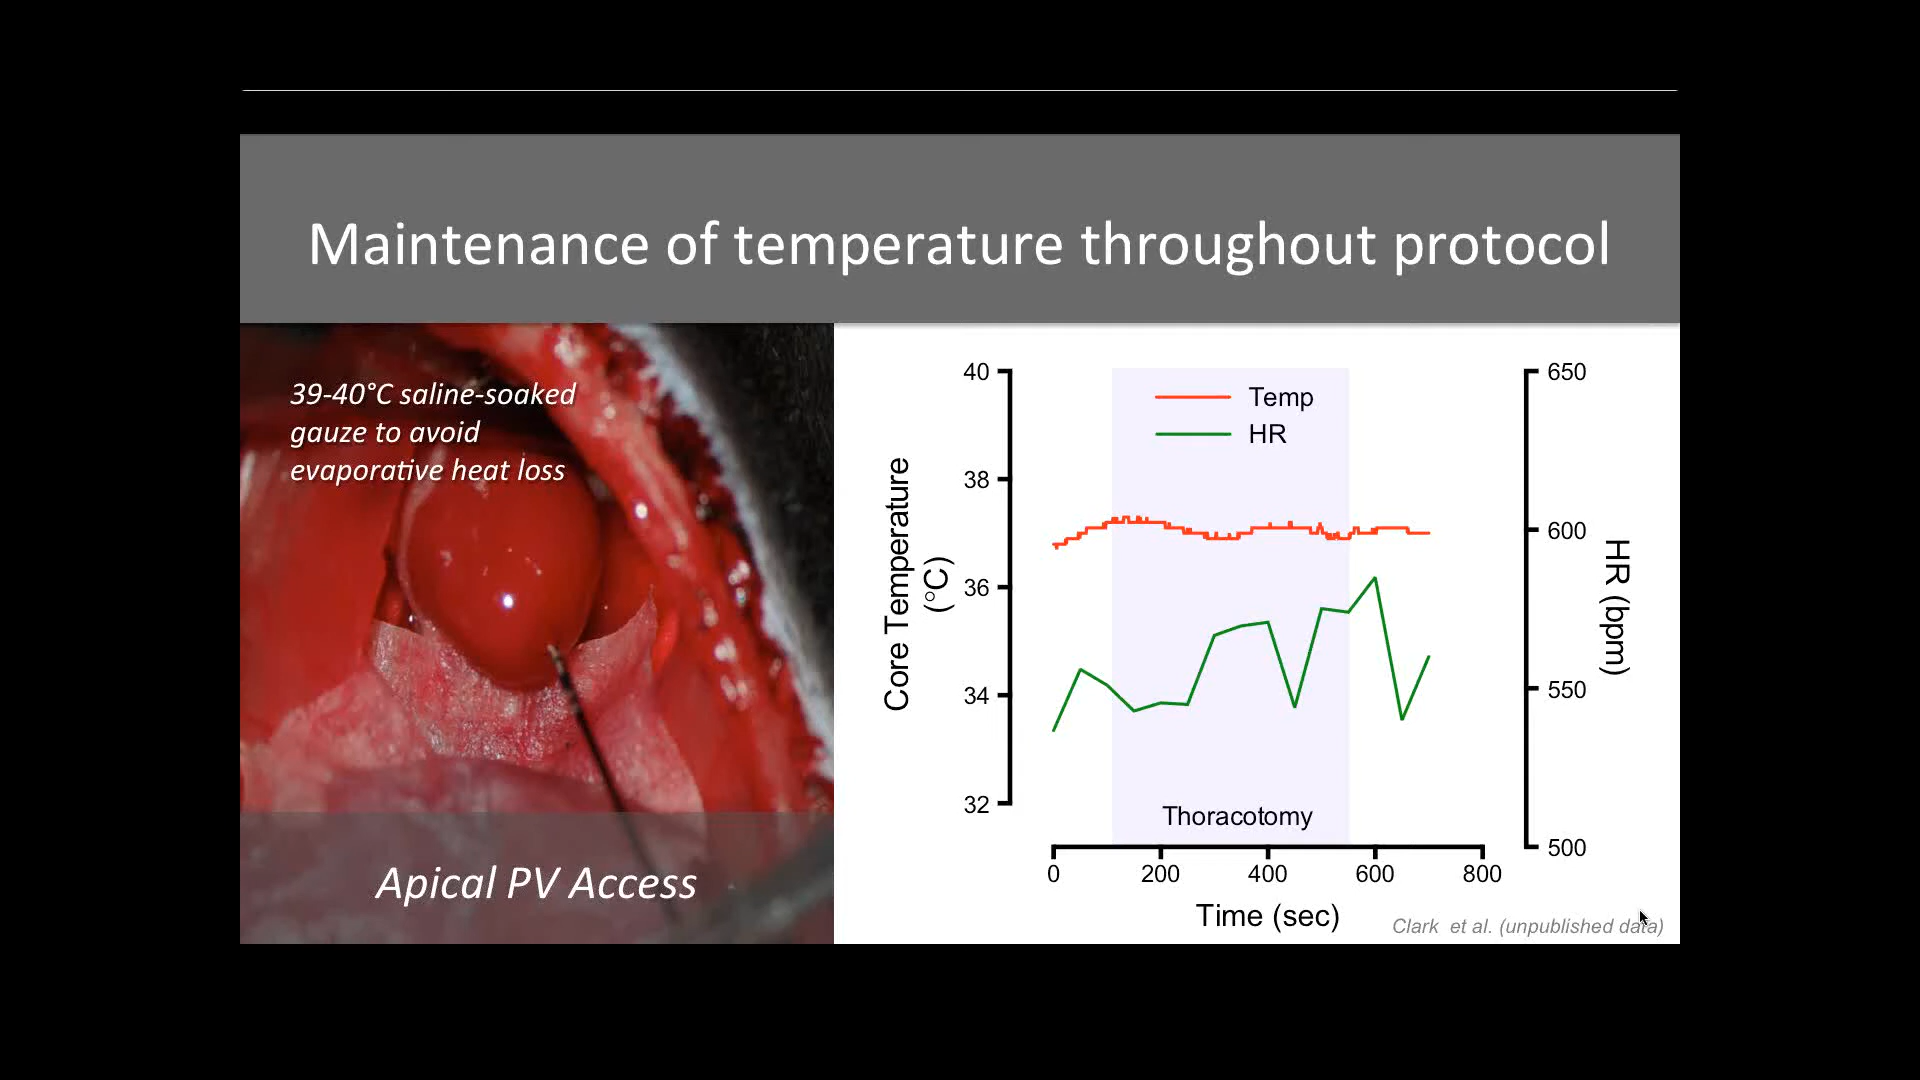 Maintenance of temperature throughout protocol
39-40°C saline-soaked
gauze to avoid
evaporative heat loss
Apical PV Access
Core Temperature
(°C)
40
38
36
34
32
Temp
HR
Thoracotomy
650
600
550
500
HR (bpm)
0 200 400 600 800
Time (sec)
Clark et al. (unpublished data)